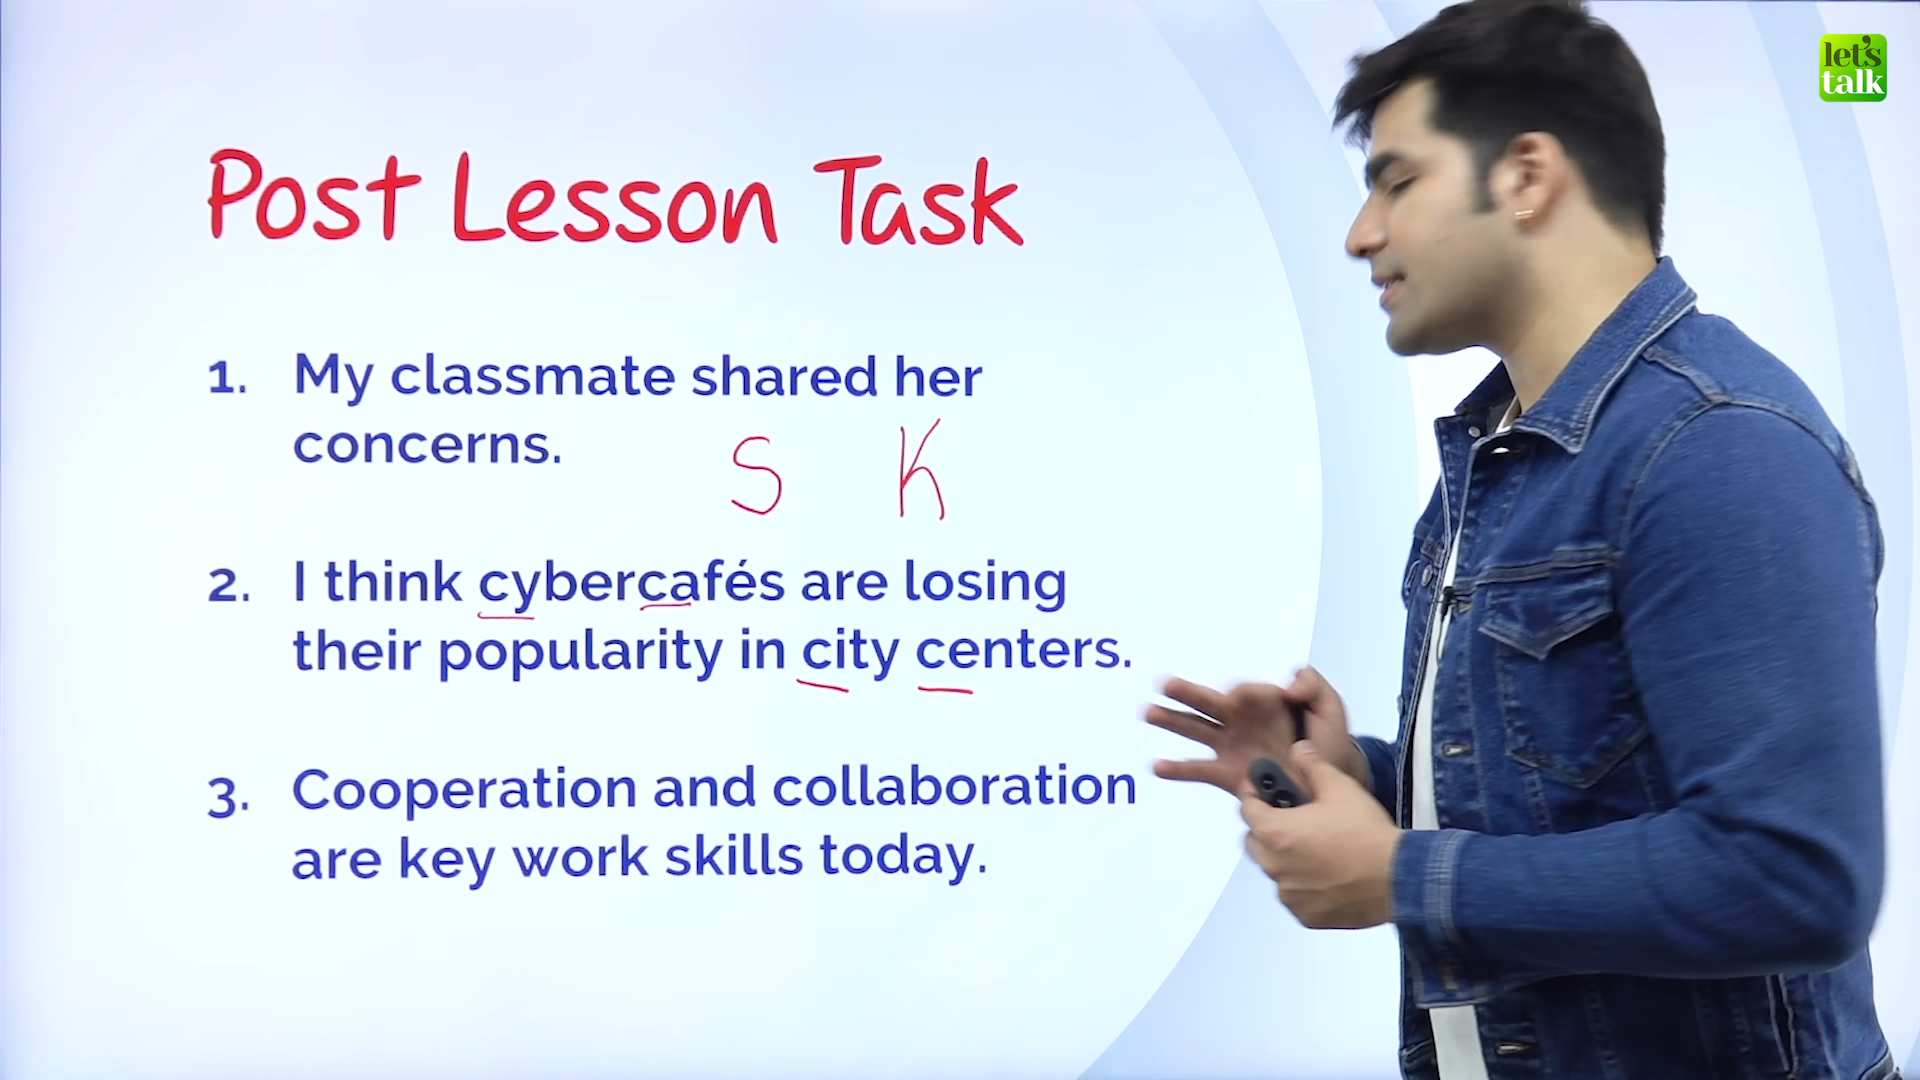 let's
talk
Post Lesson Task
1. My classmate shared her
concerns.
S K
2. I think cybercafés are losing
their popularity in city centers.
3. Cooperation and collaboration
are key work skills today.